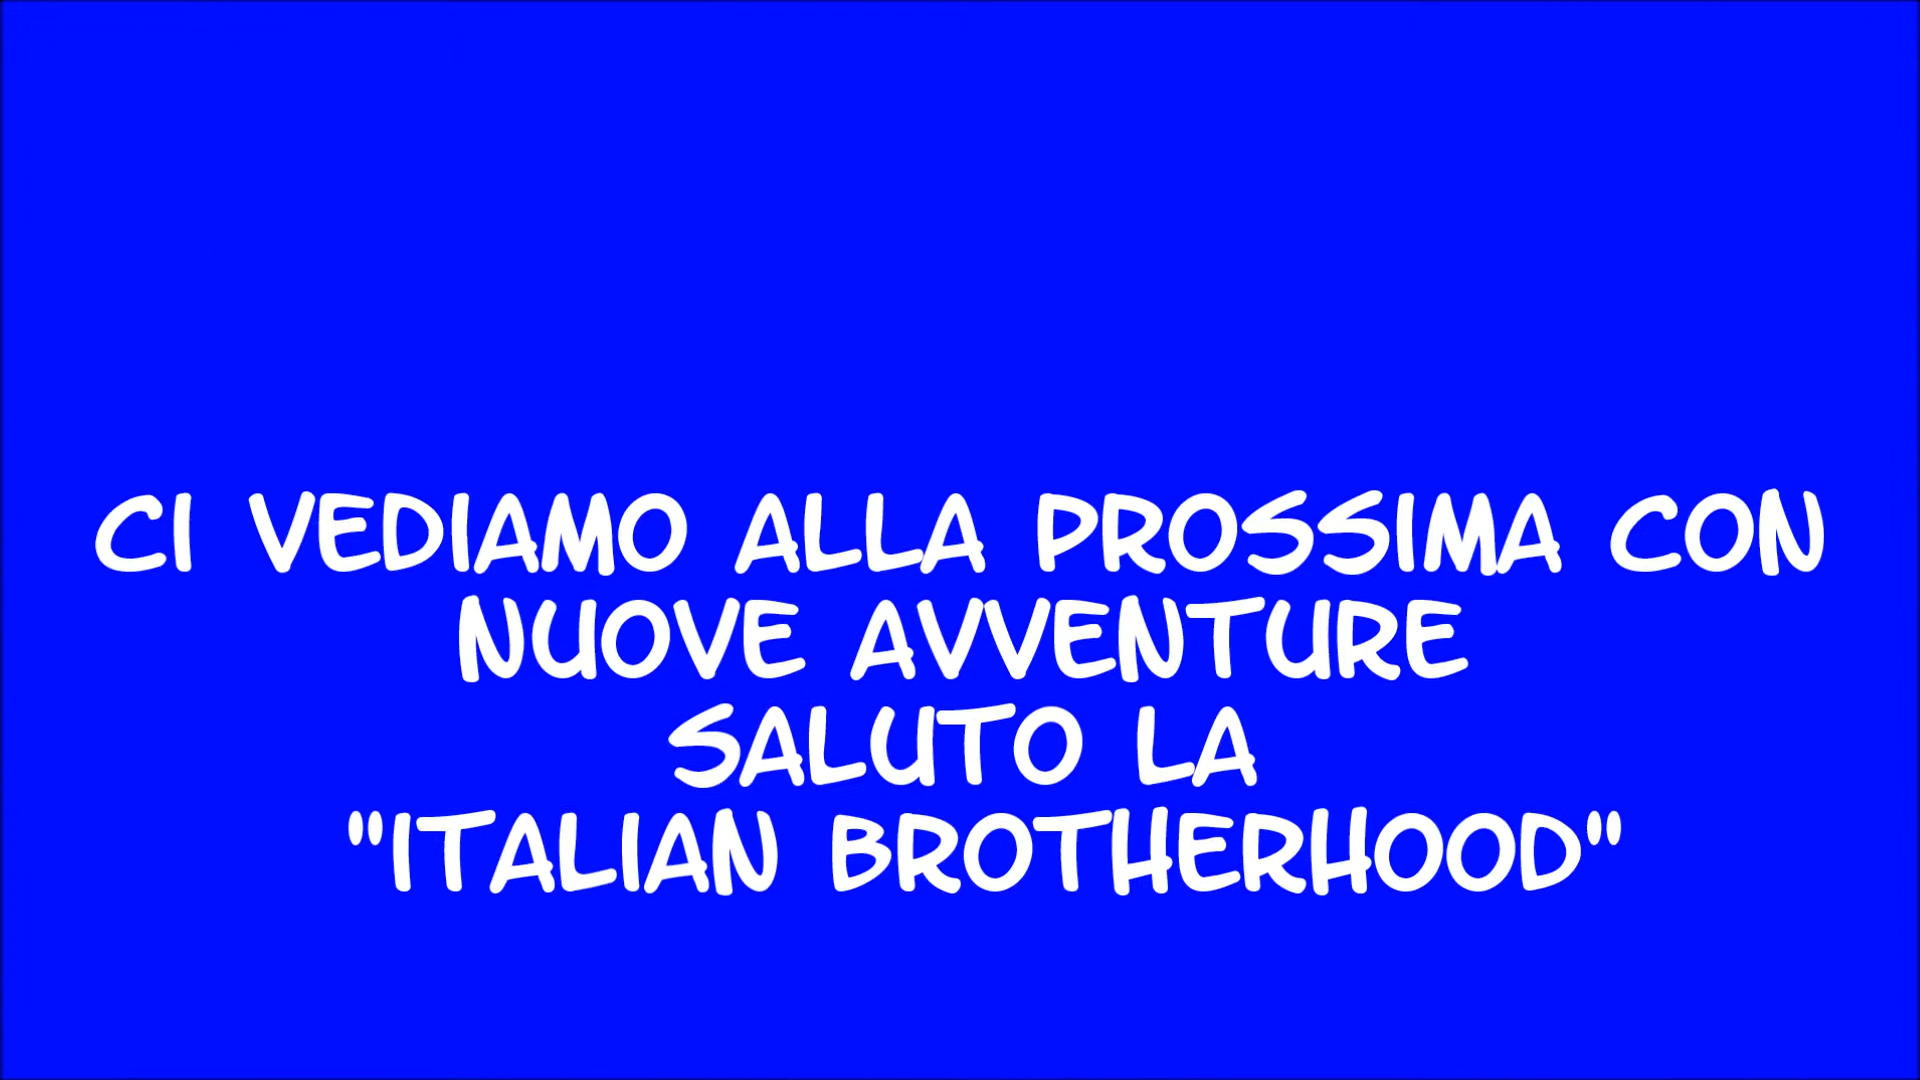 CI VEDIAMO ALLA PROSSIMA CON
NUOVE AVVENTURE
SALUTO LA
"ITALIAN BROTHERHOOD"